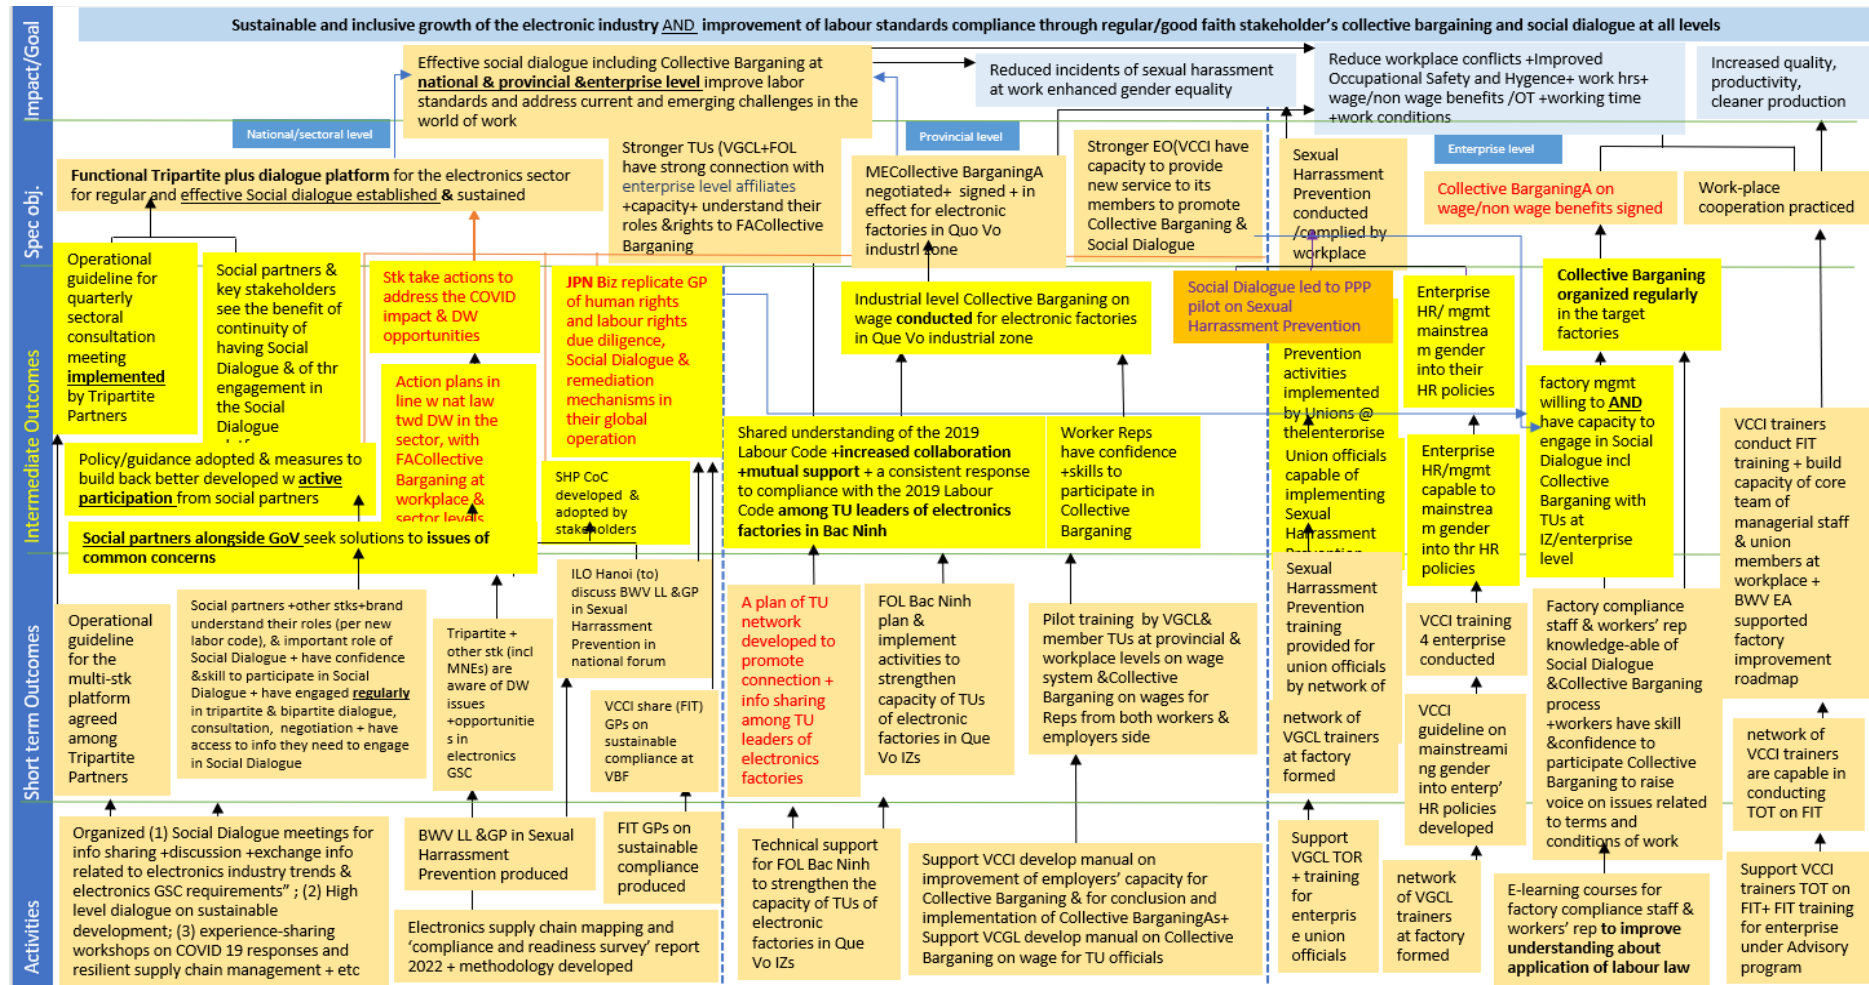 Impact/Goal
Sustainable and inclusive growth of the electronic industry AND improvement of labour standards compliance through regular/good faith stakeholder's collective bargaining and social dialogue at all levels
Effective social dialogue including Collective Barganing at
national & provincial &enterprise level improve labor
standards and address current and emerging challenges in the
world of work
Reduced incidents of sexual harassment
at work enhanced gender equality
Reduce workplace conflicts +Improved
Occupational Safety and Hygence+ work hrs+
wage/non wage benefits /OT +working time
+work conditions
Increased quality,
productivity,
cleaner production
National/sectoral level
Provincial level
Enterprise level
Spec obj.
Functional Tripartite plus dialogue platform for the electronics sector
for regular and effective Social dialogue established & sustained
Stronger TUs (VGCL+FOL
have strong connection with
enterprise level affiliates
+capacity+ understand their
roles &rights to FACollective
Barganing
MECollective BarganingA
negotiated+ signed + in
effect for electronic
factories in Quo Vo
industrl zone
Stronger EO(VCCI have
capacity to provide
new service to its
members to promote
Collective Barganing &
Social Dialogue
Sexual
Harrassment
Prevention
conducted
/complied by
workplace
Collective BarganingA on
wage/non wage benefits signed
Work-place
cooperation practiced
Intermediate Outcomes
Operational
guideline for
quarterly
sectoral
consultation
meeting
implemented
by Tripartite
Partners
Social partners &
key stakeholders
see the benefit of
continuity of
having Social
Dialogue & of thr
engagement in
the Social
Dialogue
Stk take actions to
address the COVID
impact & DW
opportunities
Action plans in
line w nat law
twd DW in the
sector, with
FACollective
Barganing at
workplace &
sector levels
JPN Biz replicate GP
of human rights
and labour rights
due diligence,
Social Dialogue &
remediation
mechanisms in
their global
operation
Policy/guidance adopted & measures to
build back better developed w active
participation from social partners
SHP CoC
developed &
adopted by
stakeholders
Social partners alongside GoV seek solutions to issues of
common concerns
Industrial level Collective Barganing on
wage conducted for electronic factories
in Que Vo industrial zone
Shared understanding of the 2019
Labour Code +increased collaboration
+mutual support + a consistent response
to compliance with the 2019 Labour
Code among TU leaders of electronics
factories in Bac Ninh
Worker Reps
have confidence
+skills to
participate in
Collective
Barganing
Social Dialogue led to PPP
pilot on Sexual
Harrassment Prevention
Prevention
activities
implemented
by Unions @
the enterprise
Union officials
capable of
implementing
Sexual
Harrassment
Prevention
Enterprise
HR/ mgmt
mainstrea
m gender
into their
HR policies
Enterprise
HR/mgmt
capable to
mainstrea
m gender
into thr HR
policies
Collective Barganing
organized regularly
in the target
factories
factory mgmt
willing to AND
have capacity to
engage in Social
Dialogue incl
Collective
Barganing with
TUs at
IZ/enterprise
level
VCCI trainers
conduct FIT
training + build
capacity of core
team of
managerial staff
& union
members at
workplace +
BWV EA
supported
factory
improvement
roadmap
Short term Outcomes
Operational
guideline
for the
multi-stk
platform
agreed
among
Tripartite
Partners
Social partners +other stks+brand
understand their roles (per new
labor code), & important role of
Social Dialogue + have confidence
&skill to participate in Social
Dialogue + have engaged regularly
in tripartite & bipartite dialogue,
consultation, negotiation + have
access to info they need to engage
in Social Dialogue
Tripartite +
other stk (incl
MNEs) are
aware of DW
issues
+opportunitie
s in
electronics
GSC
ILO Hanoi (to)
discuss BWV LL &GP
in Sexual
Harrassment
Prevention in
national forum
VCCI share (FIT)
GPs on
sustainable
compliance at
VBF
A plan of TU
network
developed to
promote
connection +
info sharing
among TU
leaders of
electronics
factories
FOL Bac Ninh
plan &
implement
activities to
strengthen
capacity of TUs
of electronic
factories in Que
Vo IZs
Pilot training by VGCL&
member TUs at provincial &
workplace levels on wage
system &Collective
Barganing on wages for
Reps from both workers &
employers side
Sexual
Harrassment
Prevention
training
provided for
union officials
by network of
network of
VGCL trainers
at factory
formed
VCCI training
4 enterprise
conducted
VCCI
guideline on
mainstreami
ng gender
into enterp'
HR policies
developed
Factory compliance
staff & workers' rep
knowledge-able of
Social Dialogue
&Collective Barganing
process
+workers have skill
&confidence to
participate Collective
Barganing to raise
voice on issues related
to terms and
conditions of work
network of
VCCI trainers
are capable in
conducting
TOT on FIT
Activities
Organized (1) Social Dialogue meetings for
info sharing +discussion +exchange info
related to electronics industry trends &
electronics GSC requirements" ; (2) High
level dialogue on sustainable
development; (3) experience-sharing
workshops on COVID 19 responses and
resilient supply chain management + etc
BWV LL &GP in Sexual
Harrassment
Prevention produced
FIT GPs on
sustainable
compliance
produced
Electronics supply chain mapping and
'compliance and readiness survey' report
2022 + methodology developed
Technical support
for FOL Bac Ninh
to strengthen the
capacity of TUs of
electronic
factories in Que
Vo IZs
Support VCCI develop manual on
improvement of employers' capacity for
Collective Barganing & for conclusion and
implementation of Collective BarganingAs+
Support VCGL develop manual on Collective
Barganing on wage for TU officials
Support
VGCL TOR
+ training
for
enterpris
e union
officials
network
of VGCL
trainers
at factory
formed
E-learning courses for
factory compliance staff &
workers' rep to improve
understanding about
application of labour law
Support VCCI
trainers TOT on
FIT+ FIT training
for enterprise
under Advisory
program